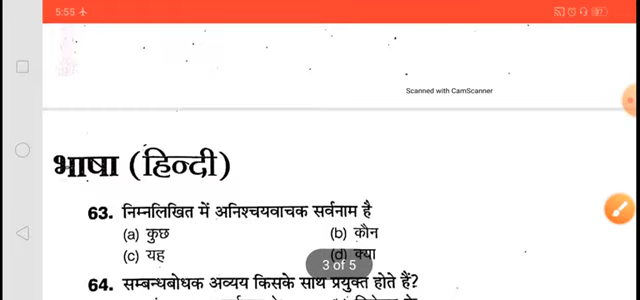 5:55
Scanned with CamScanner
भाषा (हिन्दी)
63. निम्नलिखित में अनिश्चयवाचक सर्वनाम है
(a) कुछ (b) कौन
(c) यह (d) क्या
3 of 5
64. सम्बन्धबोधक अव्यय किसके साथ प्रयुक्त होते हैं?